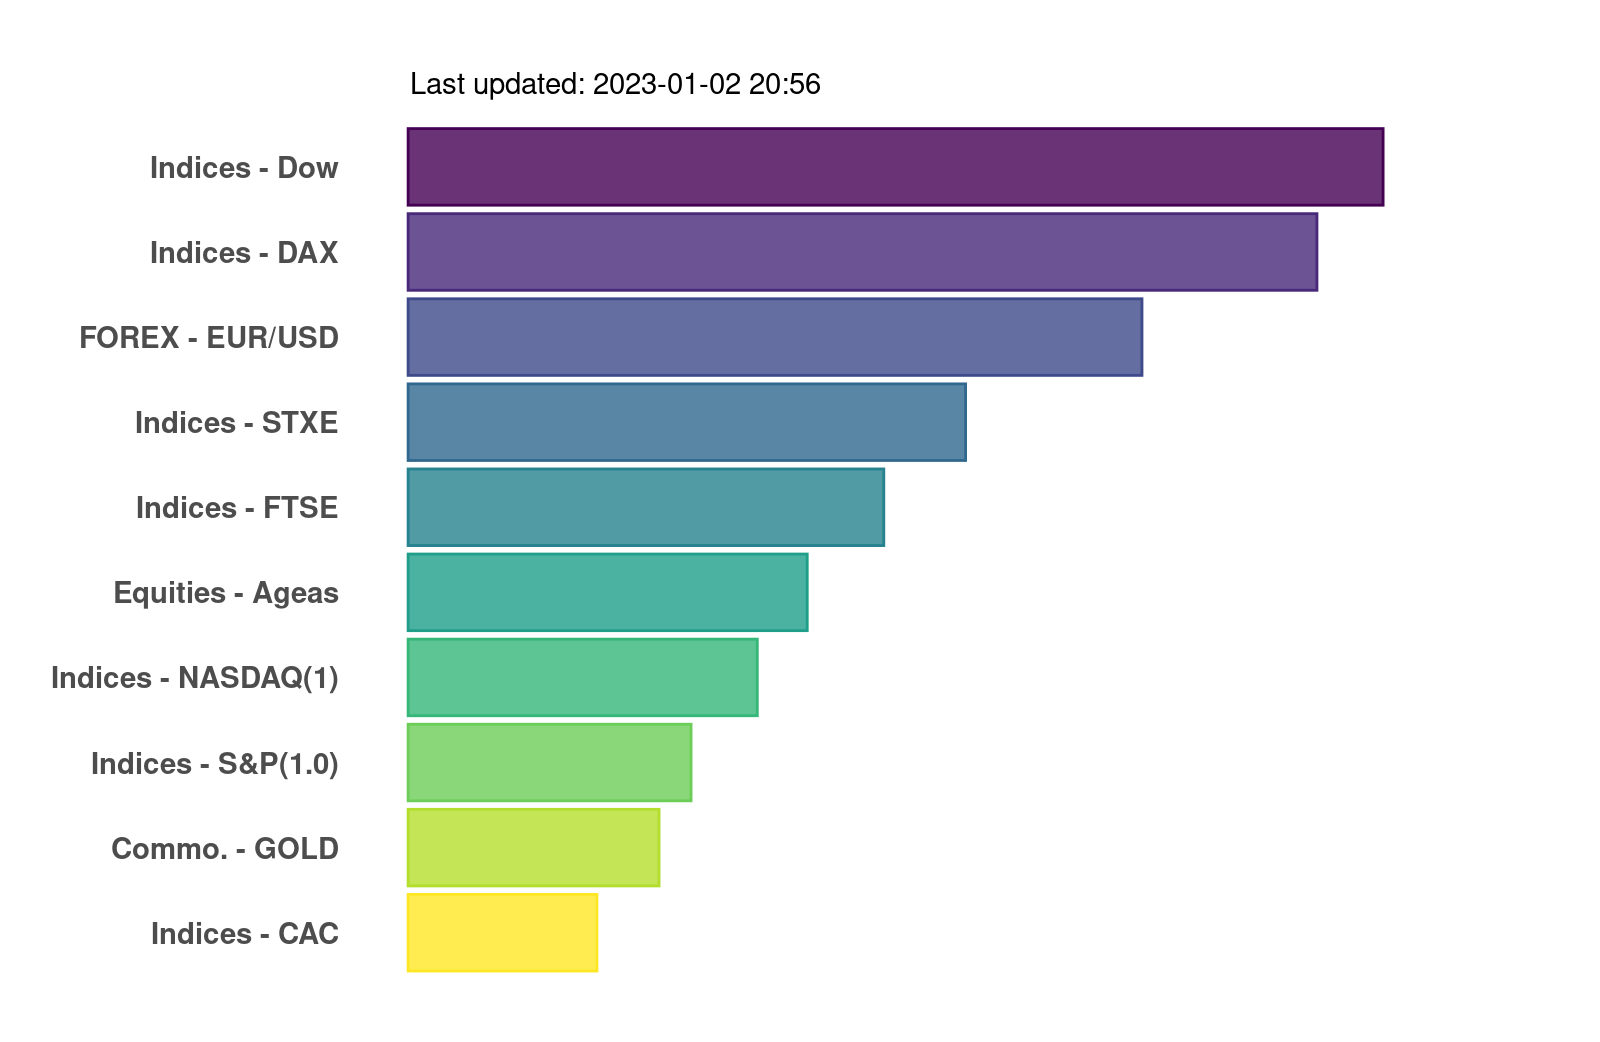 Last updated: 2023-01-02 20:56
Indices - Dow
Indices - DAX
FOREX - EUR/USD
Indices - STXE
Indices - FTSE
Equities - Ageas
Indices - NASDAQ(1)
Indices - S&P(1.0)
Commo. - GOLD
Indices - CAC